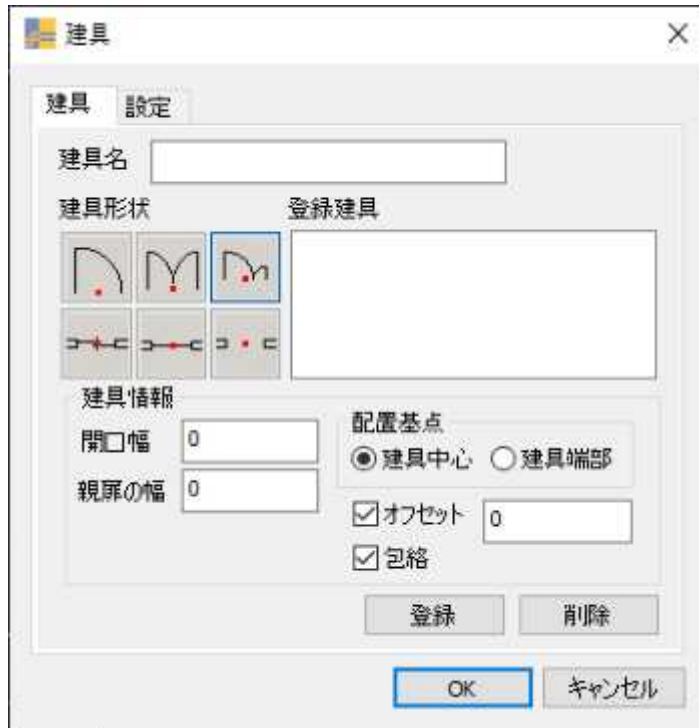 建具
建具 設定
建具名
建具形状 登録建具
建具情報
開口幅 0
親扉の幅 0
配置基点
建具中心 建具端部
オフセット 0
包絡
登録 削除
OK キャンセル